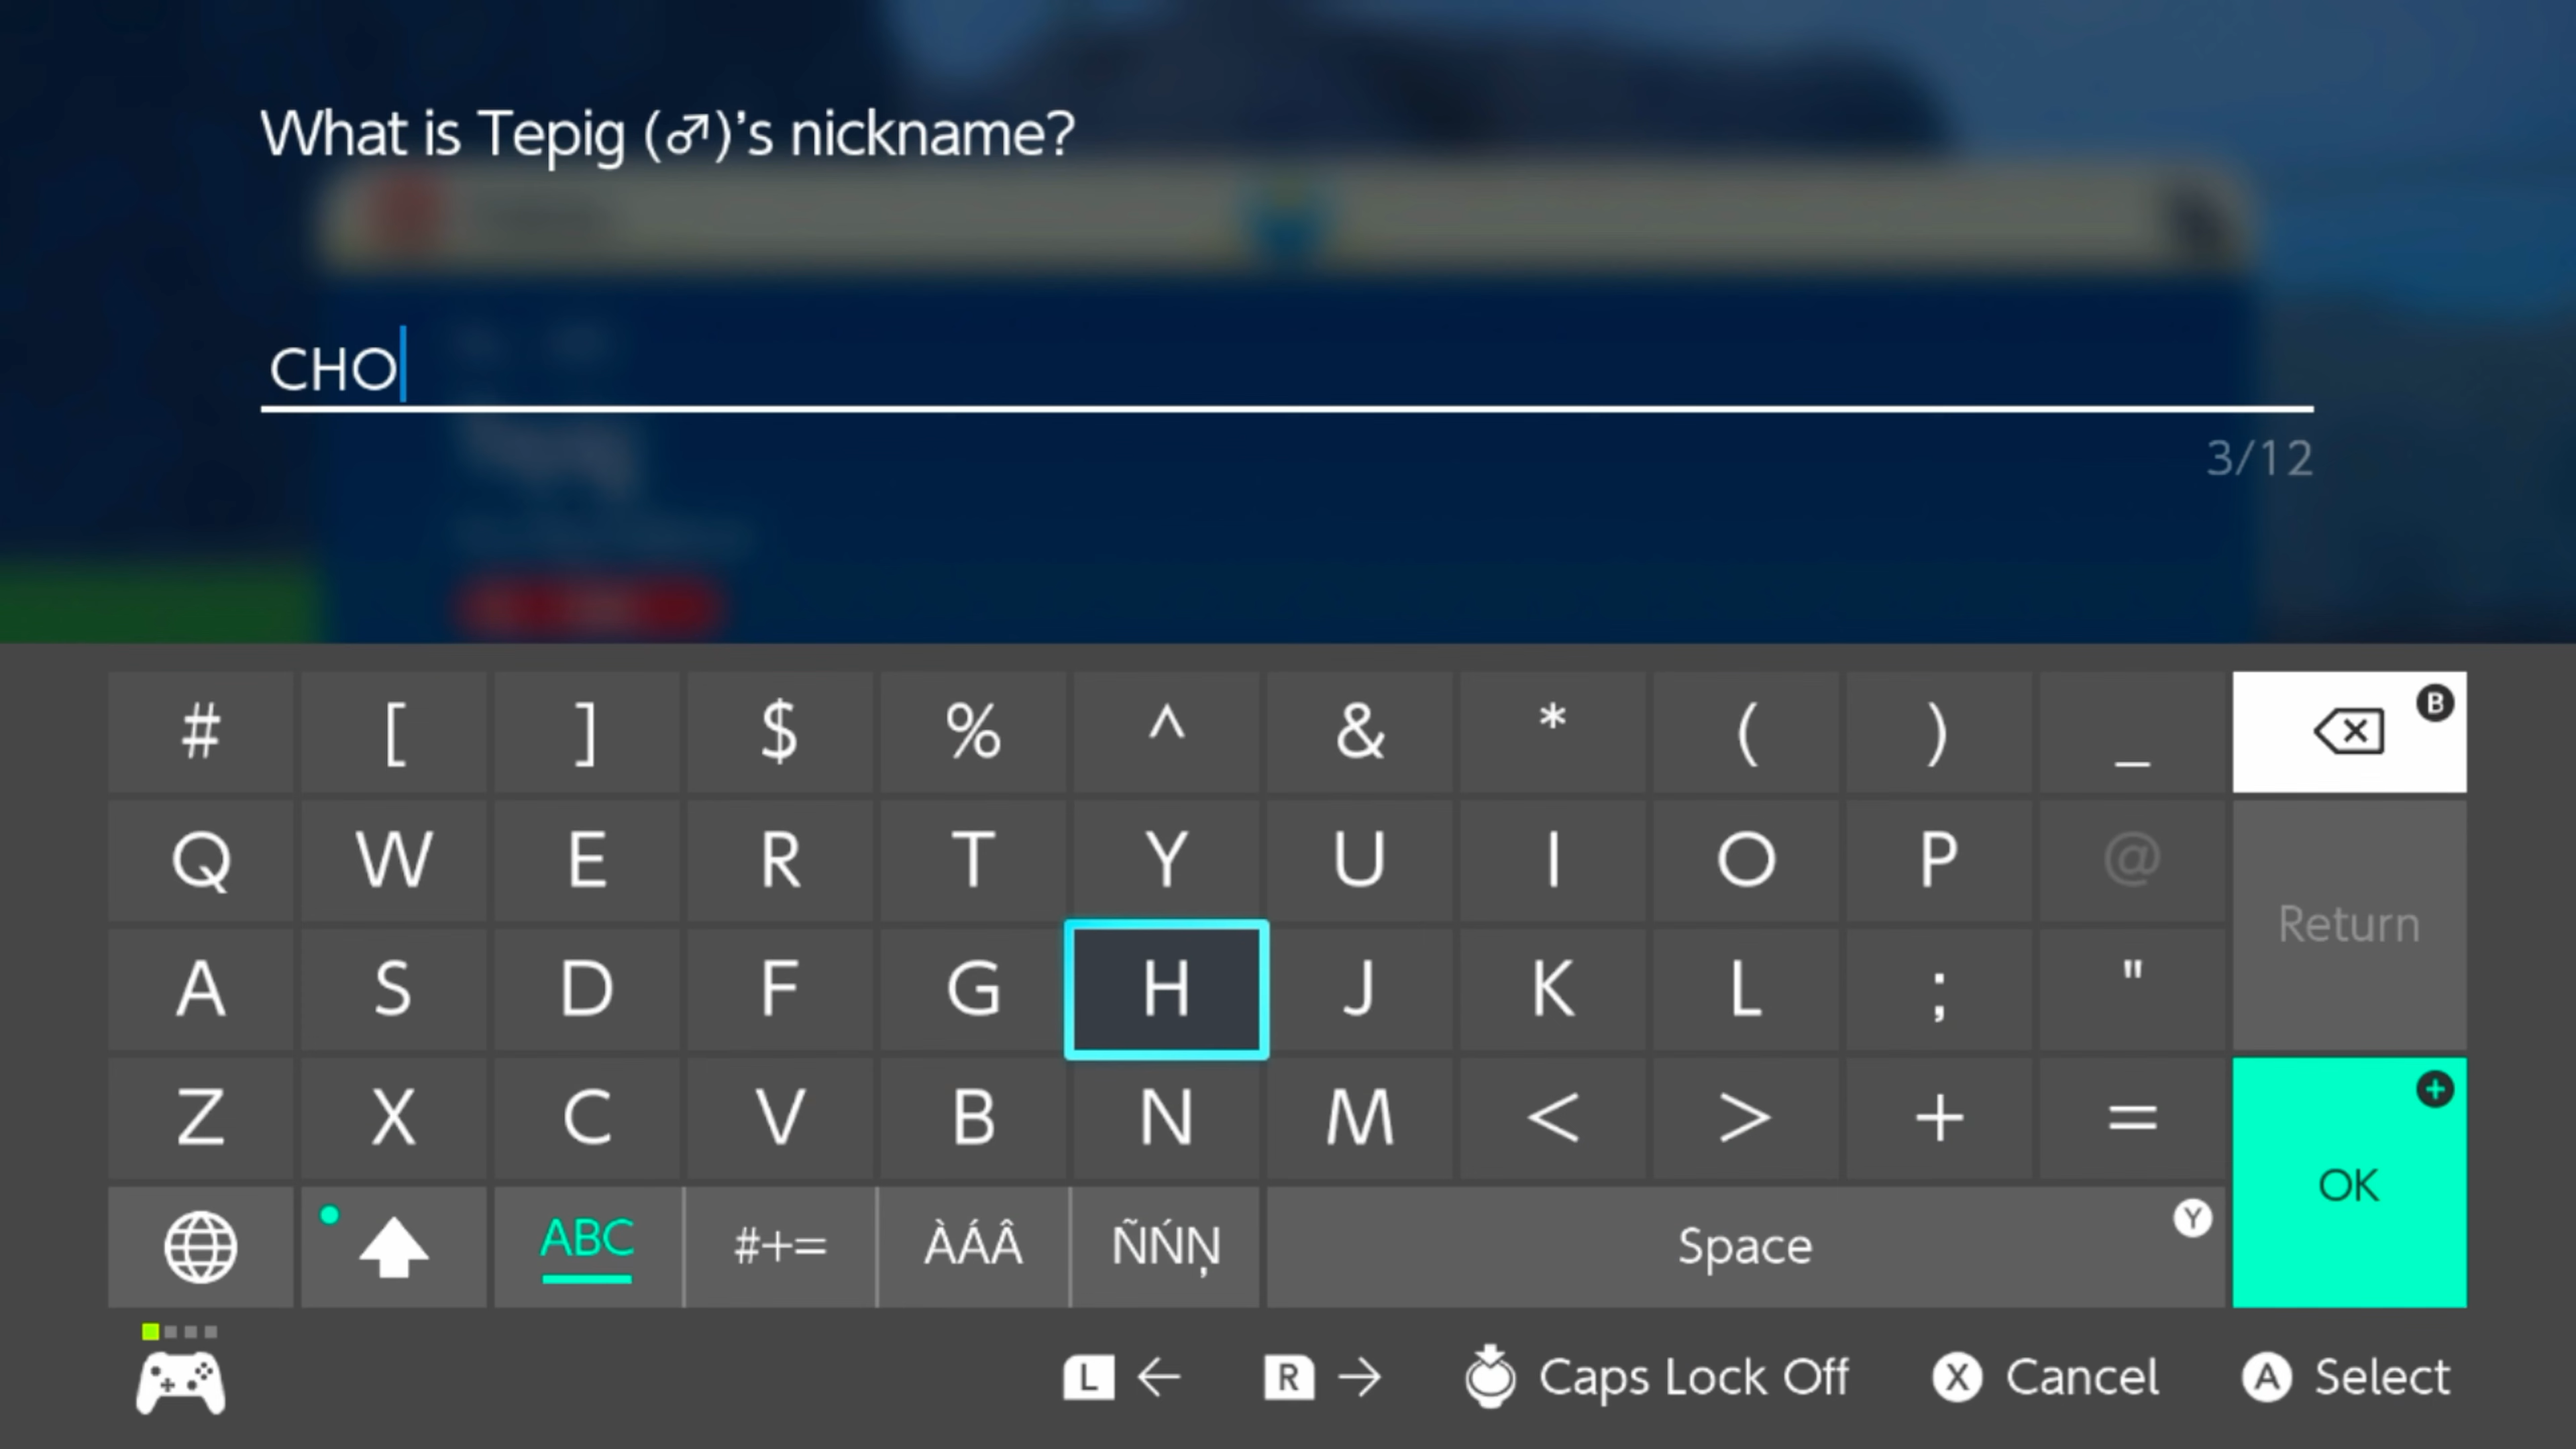 What is Tepig (♂)'s nickname?
CHO
3/12
# [ ] $ % ^ & * ( ) _ B
Q W E R T Y U I O P @
Return
A S D F G H J K L ; "
Z X C V B N M < > + =
OK +
ABC #+= ÀÁÂ ÑŃŅ Space Y
L ← R → Caps Lock Off X Cancel A Select